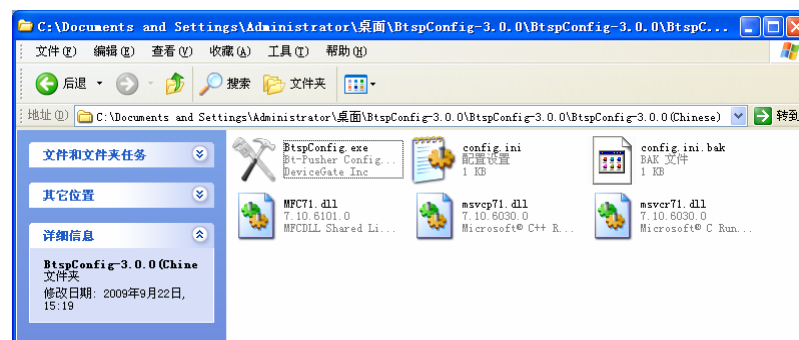 C:\Documents and Settings\Administrator\桌面\BtspConfig-3.0.0\BtspConfig-3.0.0\BtspC...
文件(F) 编辑(E) 查看(V) 收藏(A) 工具(T) 帮助(H)
后退 搜索 文件夹
地址(D) C:\Documents and Settings\Administrator\桌面\BtspConfig-3.0.0\BtspConfig-3.0.0\BtspConfig-3.0.0(Chinese) 转到
文件和文件夹任务
其它位置
详细信息
BtspConfig-3.0.0(Chine
文件夹
修改日期: 2009年9月22日,
15:19
BtspConfig.exe
Bt-Pusher Config...
DeviceGate Inc
config.ini
配置设置
1 KB
config.ini.bak
BAK 文件
1 KB
MFC71.dll
7.10.6101.0
MFCDLL Shared Li...
msvcp71.dll
7.10.6030.0
Microsoft® C++ R...
msvcr71.dll
7.10.6030.0
Microsoft® C Run...